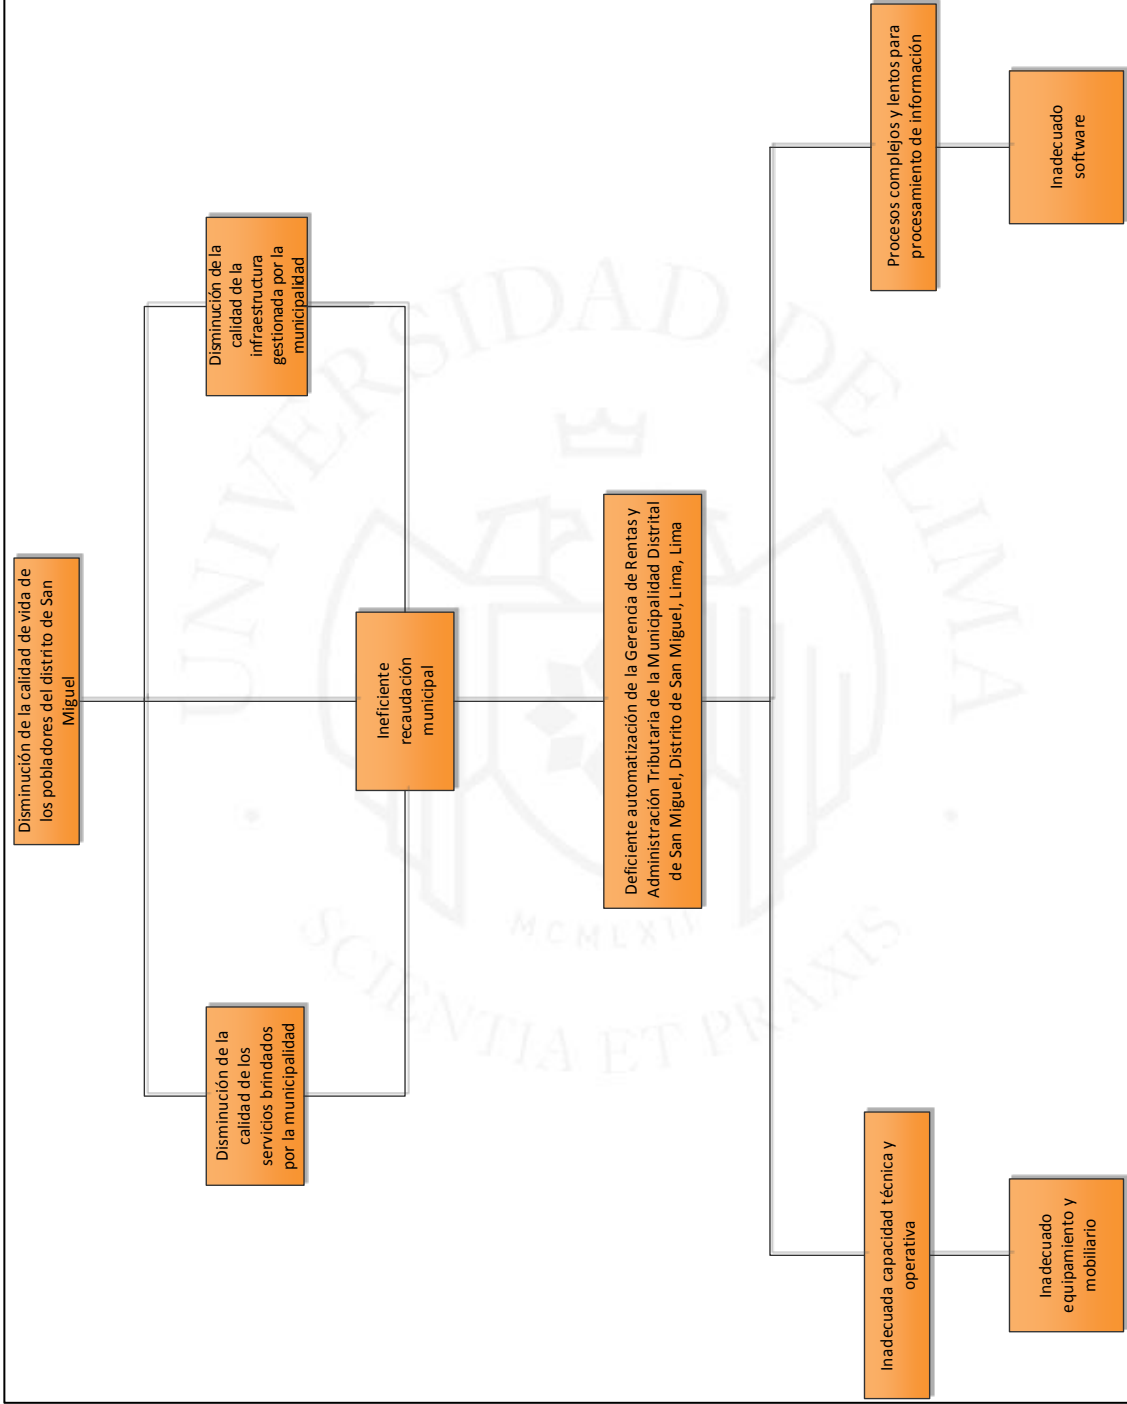 Disminución de la calidad de vida de
los pobladores del distrito de San
Miguel
Disminución de la
calidad de los
servicios brindados
por la municipalidad
Disminución de la
calidad de la
infraestructura
gestionada por la
municipalidad
Ineficiente
recaudación
municipal
Deficiente automatización de la Gerencia de Rentas y
Administración Tributaria de la Municipalidad Distrital
de San Miguel, Distrito de San Miguel, Lima, Lima
Inadecuada capacidad técnica y
operativa
Procesos complejos y lentos para
procesamiento de información
Inadecuado
equipamiento y
mobiliario
Inadecuado
software
UNIVERSIDAD DE LIMA
MCMLXII
SCIENTIA ET PRAXIS